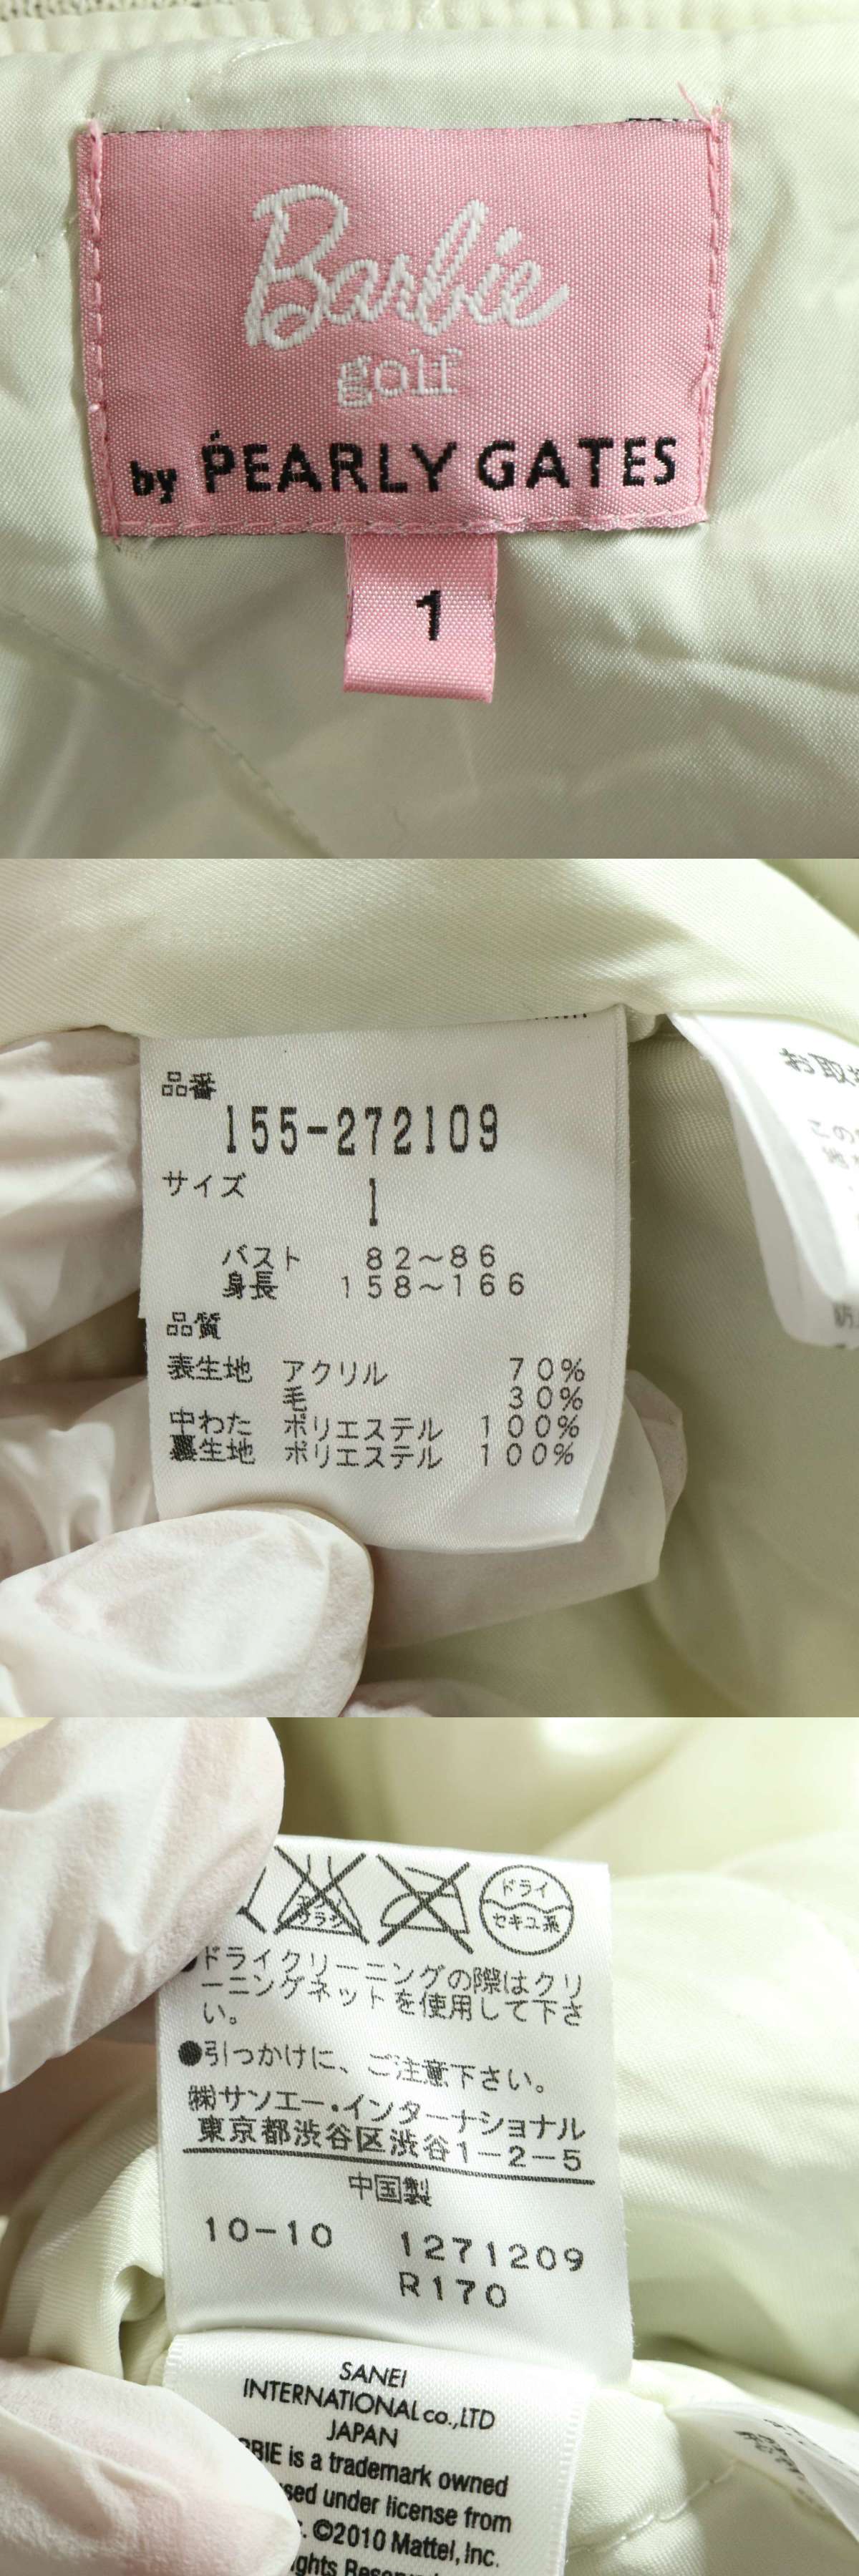 Barbie
golf
by PEARLY GATES
1
品番
155-272109
サイズ
1
バスト 82～86
身長 158～166
品質
表生地 アクリル 70%
毛 30%
中わた ポリエステル 100%
裏生地 ポリエステル 100%
お取
この
ドライ
セキユ系
●ドライクリーニングの際はクリ
ーニングネットを使用して下さ
い。
●引っかけに、ご注意下さい。
㈱サンエー・インターナショナル
東京都渋谷区渋谷1-2-5
中国製
10-10 1271209
R170
SANEI
INTERNATIONAL co.,LTD
JAPAN
BIE is a trademark owned
sed under license from
. ©2010 Mattel, Inc.
ghts Reserved